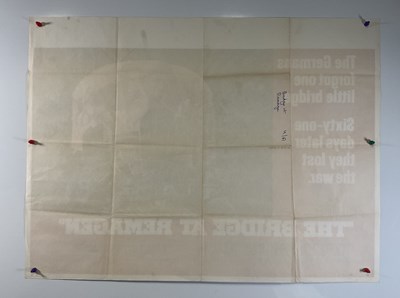 The Germans
forgot one
little bridge.
Sixty-one
days later
they lost
the war.
"THE BRIDGE AT REMAGEN"